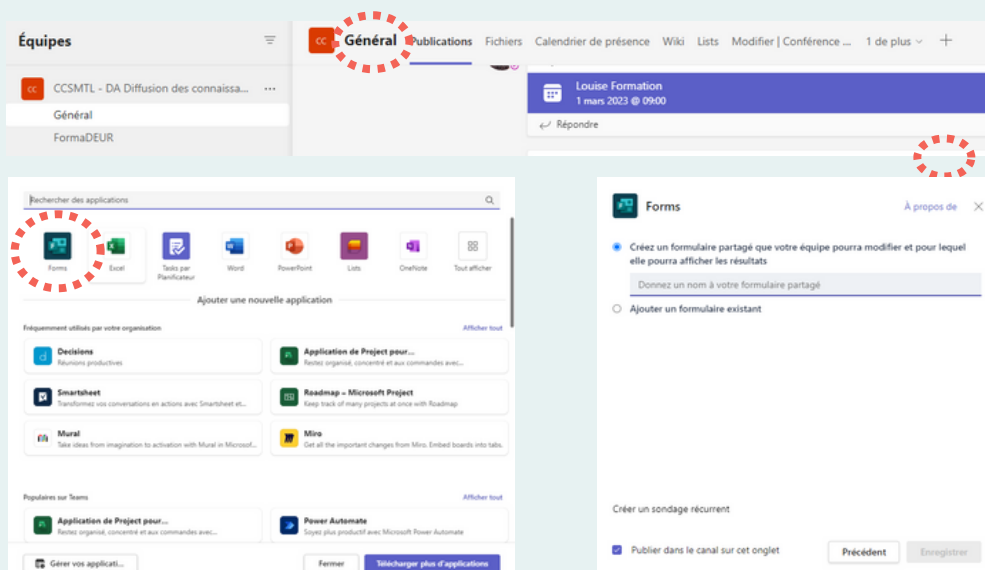 Équipes
CC Général Publications Fichiers Calendrier de présence Wiki Lists Modifier | Conférence ... 1 de plus
CC CCSMTL - DA Diffusion des connaissa... ...
Général
FormaDEUR
Louise Formation
1 mars 2023 @ 09:00
Répondre
Rechercher des applications
Forms Excel Tasks par Planificateur Word PowerPoint Lists OneNote Tout afficher
Ajouter une nouvelle application
Fréquemment utilisés par votre organisation Afficher tout
Decisions
Réunions productives
Application de Project pour...
Restez organisé, concentré et aux commandes avec...
Smartsheet
Transformez vos conversations en actions avec Smartsheet et...
Roadmap – Microsoft Project
Keep track of many projects at once with Roadmap
Mural
Take ideas from imagination to activation with Mural in Microsof...
Miro
Get all the important changes from Miro. Embed boards into tabs.
Populaires sur Teams Afficher tout
Application de Project pour...
Restez organisé, concentré et aux commandes avec...
Power Automate
Soyez plus productif avec Microsoft Power Automate
Gérer vos applicati... Fermer Télécharger plus d'applications
Forms À propos de
Créez un formulaire partagé que votre équipe pourra modifier et pour lequel
elle pourra afficher les résultats
Donnez un nom à votre formulaire partagé
Ajouter un formulaire existant
Créer un sondage récurrent
Publier dans le canal sur cet onglet Précédent Enregistrer